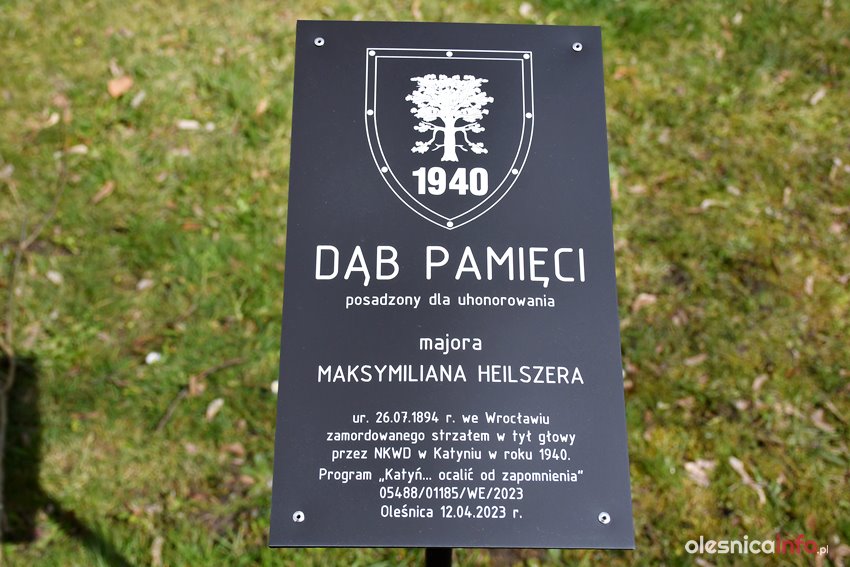 1940
DĄB PAMIĘCI
posadzony dla uhonorowania
majora
MAKSYMILIANA HEILSZERA
ur. 26.07.1894 r. we Wrocławiu
zamordowanego strzałem w tył głowy
przez NKWD w Katyniu w roku 1940.
Program „Katyń... ocalić od zapomnienia"
05488/01185/WE/2023
Oleśnica 12.04.2023 r.
olesnicainfo.pl